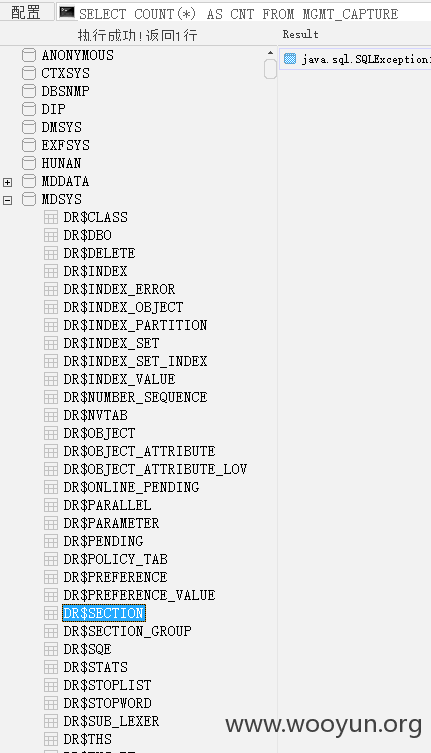 配置
SELECT COUNT(*) AS CNT FROM MGMT_CAPTURE
执行成功!返回1行
Result
java.sql.SQLException:
ANONYMOUS
CTXSYS
DBSNMP
DIP
DMSYS
EXFSYS
HUNAN
MDDATA
MDSYS
DR$CLASS
DR$DBO
DR$DELETE
DR$INDEX
DR$INDEX_ERROR
DR$INDEX_OBJECT
DR$INDEX_PARTITION
DR$INDEX_SET
DR$INDEX_SET_INDEX
DR$INDEX_VALUE
DR$NUMBER_SEQUENCE
DR$NVTAB
DR$OBJECT
DR$OBJECT_ATTRIBUTE
DR$OBJECT_ATTRIBUTE_LOV
DR$ONLINE_PENDING
DR$PARALLEL
DR$PARAMETER
DR$PENDING
DR$POLICY_TAB
DR$PREFERENCE
DR$PREFERENCE_VALUE
DR$SECTION
DR$SECTION_GROUP
DR$SQE
DR$STATS
DR$STOPLIST
DR$STOPWORD
DR$SUB_LEXER
DR$THS
www.wooyun.org